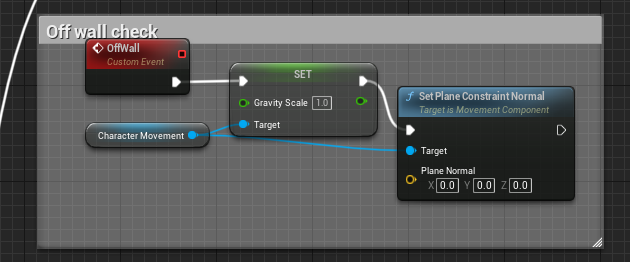 Off wall check
OffWall
Custom Event
SET
Gravity Scale 1.0
Target
Character Movement
f Set Plane Constraint Normal
Target is Movement Component
Target
Plane Normal
X 0.0 Y 0.0 Z 0.0